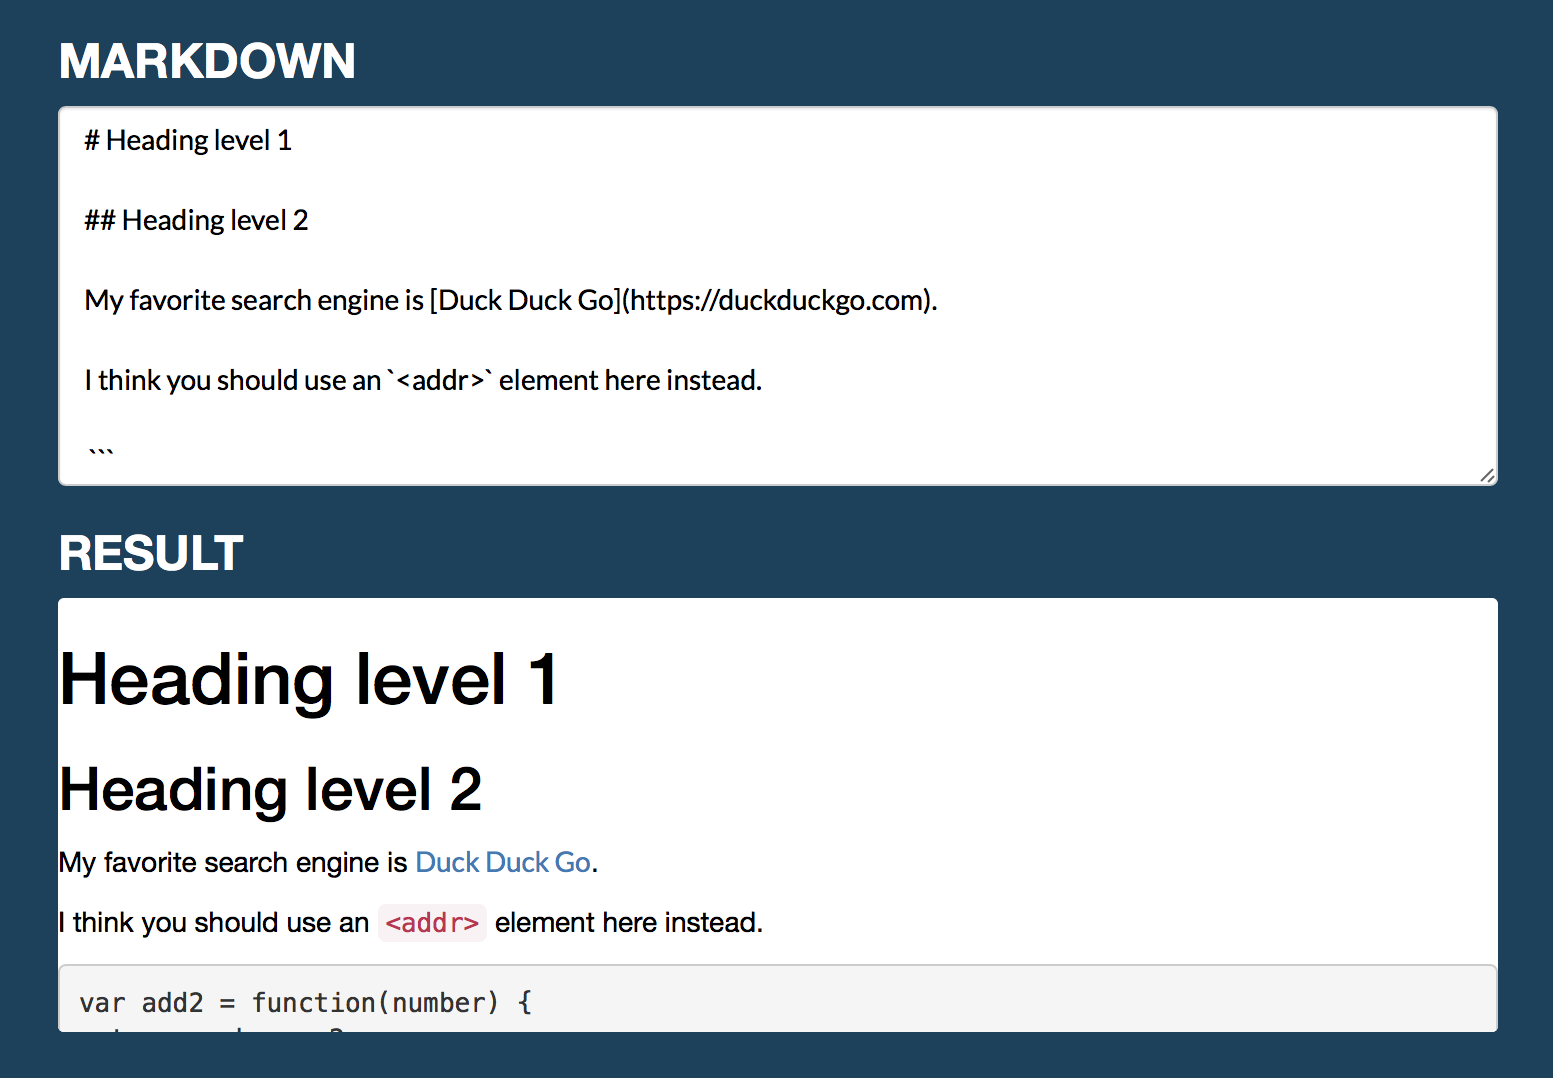 MARKDOWN
# Heading level 1
## Heading level 2
My favorite search engine is [Duck Duck Go](https://duckduckgo.com).
I think you should use an `<addr>` element here instead.
```
RESULT
Heading level 1
Heading level 2
My favorite search engine is Duck Duck Go.
I think you should use an <addr> element here instead.
var add2 = function(number) {